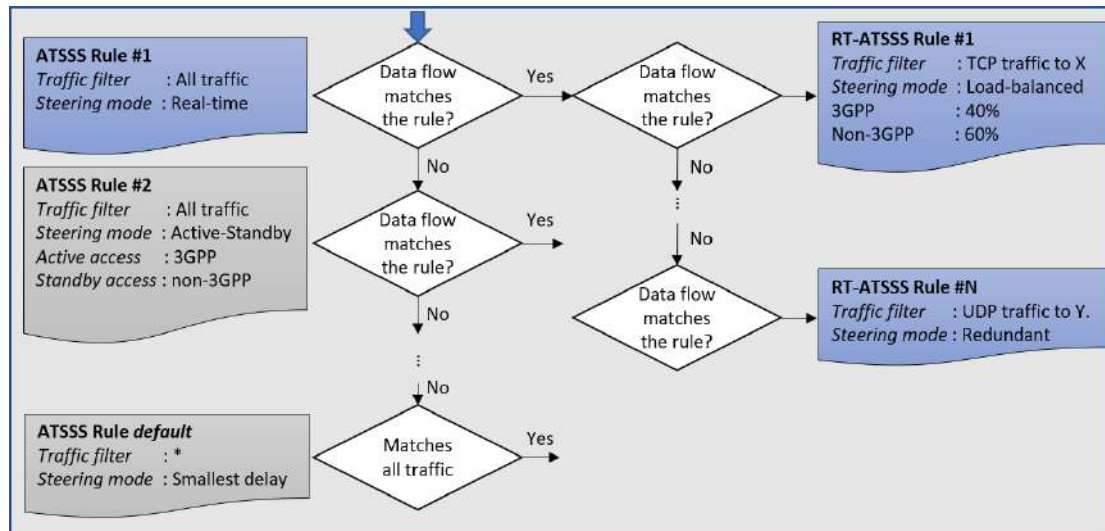 ATSSS Rule #1
Traffic filter : All traffic
Steering mode : Real-time
Data flow
matches
the rule?
Yes
Data flow
matches
the rule?
RT-ATSSS Rule #1
Traffic filter : TCP traffic to X
Steering mode : Load-balanced
3GPP : 40%
Non-3GPP : 60%
No
No
ATSSS Rule #2
Traffic filter : All traffic
Steering mode : Active-Standby
Active access : 3GPP
Standby access : non-3GPP
Data flow
matches
the rule?
Yes
...
No
No
Data flow
matches
the rule?
RT-ATSSS Rule #N
Traffic filter : UDP traffic to Y.
Steering mode : Redundant
...
No
ATSSS Rule default
Traffic filter : *
Steering mode : Smallest delay
Matches
all traffic
Yes